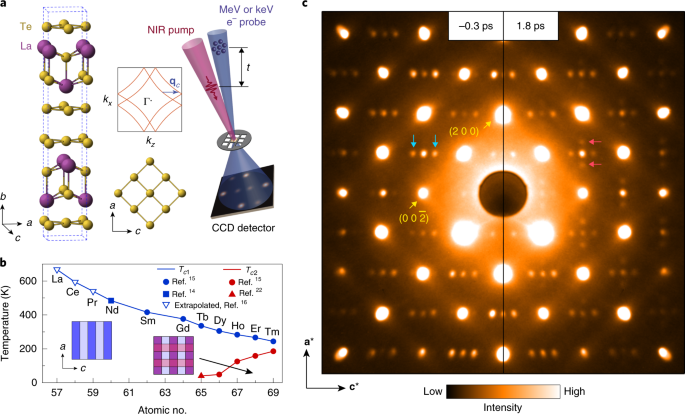 a
Te
La
b
a
c
k_x
k_z
Γ
q_c
a
c
NIR pump
MeV or keV
e⁻ probe
t
CCD detector
b
Temperature (K)
600
400
200
0
La
Ce
Pr
Nd
Sm
Gd
Tb
Dy
Ho
Er
Tm
T_c1
T_c2
Ref. 15
Ref. 15
Ref. 14
Ref. 22
Extrapolated, Ref. 16
a
c
57
59
61
63
65
67
69
Atomic no.
c
–0.3 ps
1.8 ps
(2 0 0)
(0 0 2̅)
a*
c*
Low
High
Intensity